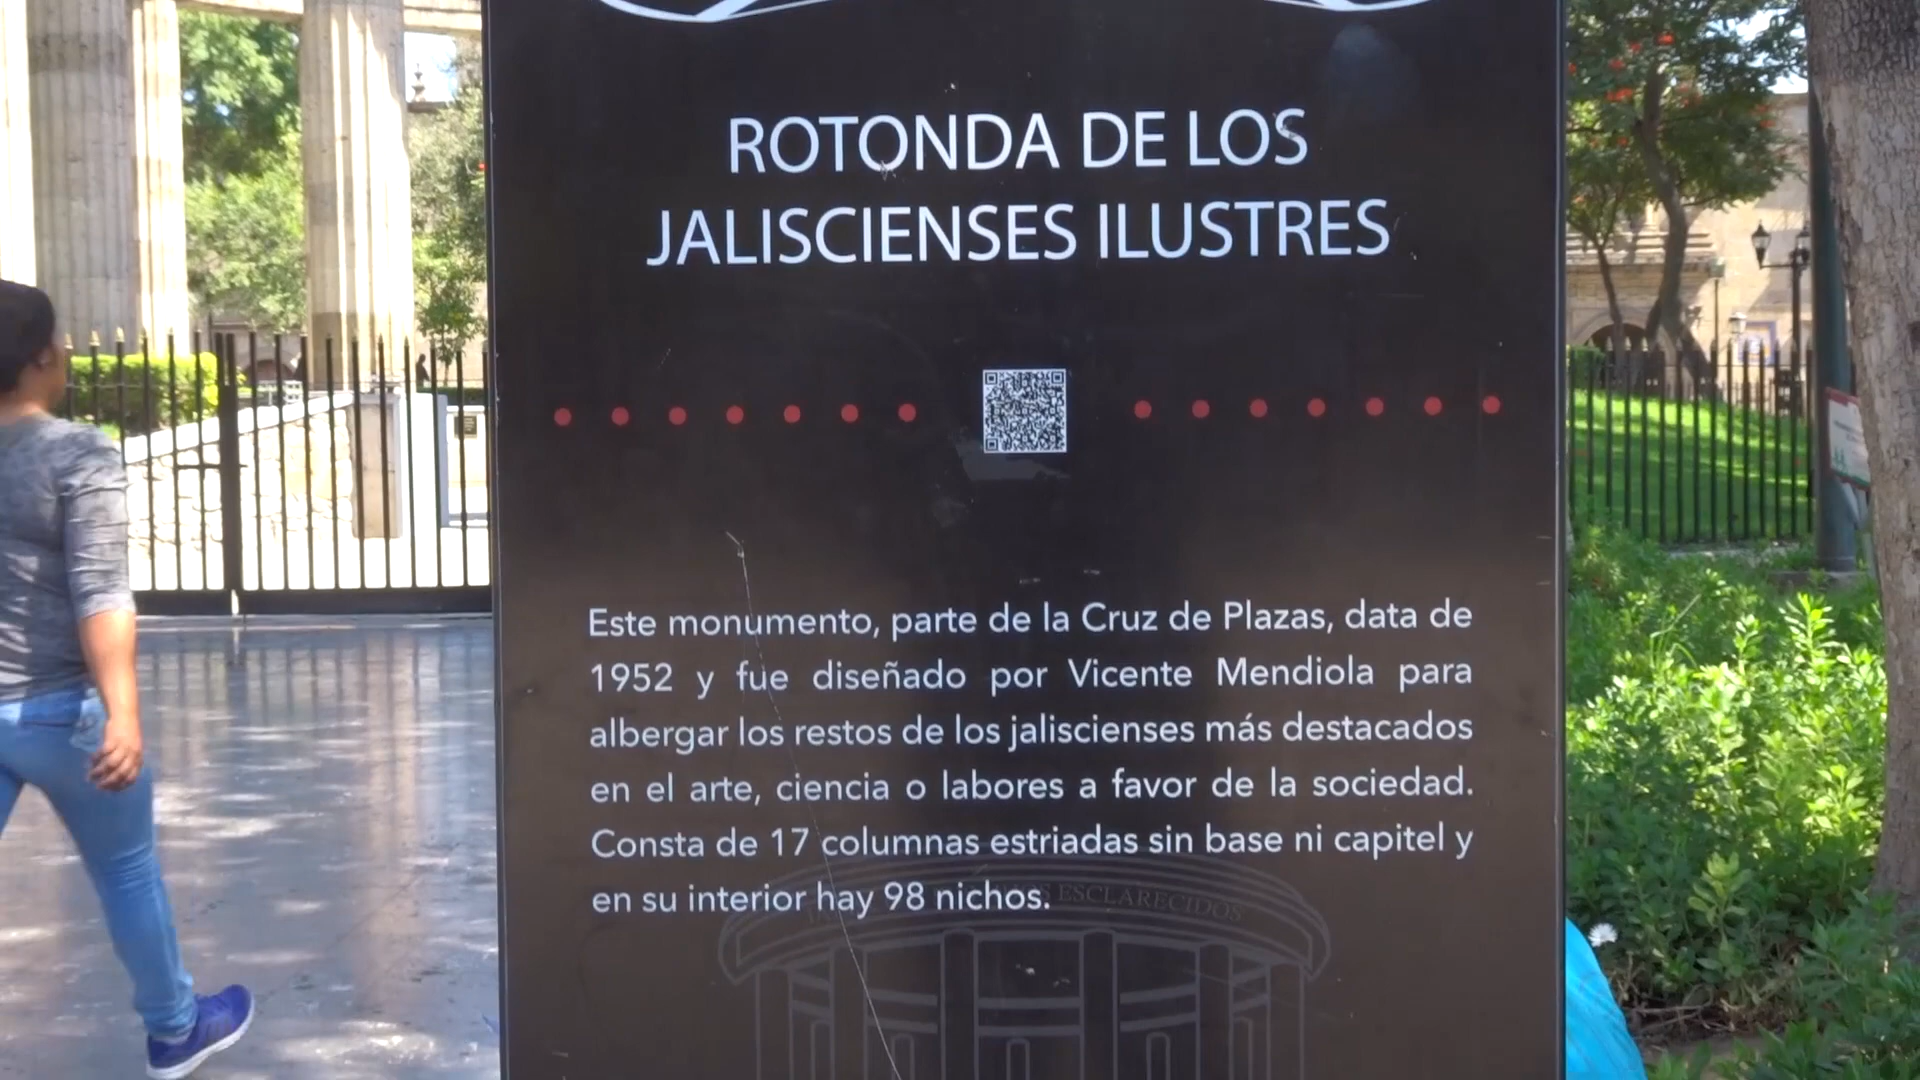 ROTONDA DE LOS
JALISCIENSES ILUSTRES
Este monumento, parte de la Cruz de Plazas, data de
1952 y fue diseñado por Vicente Mendiola para
albergar los restos de los jaliscienses más destacados
en el arte, ciencia o labores a favor de la sociedad.
Consta de 17 columnas estriadas sin base ni capitel y
en su interior hay 98 nichos.
ESCLARECIDOS